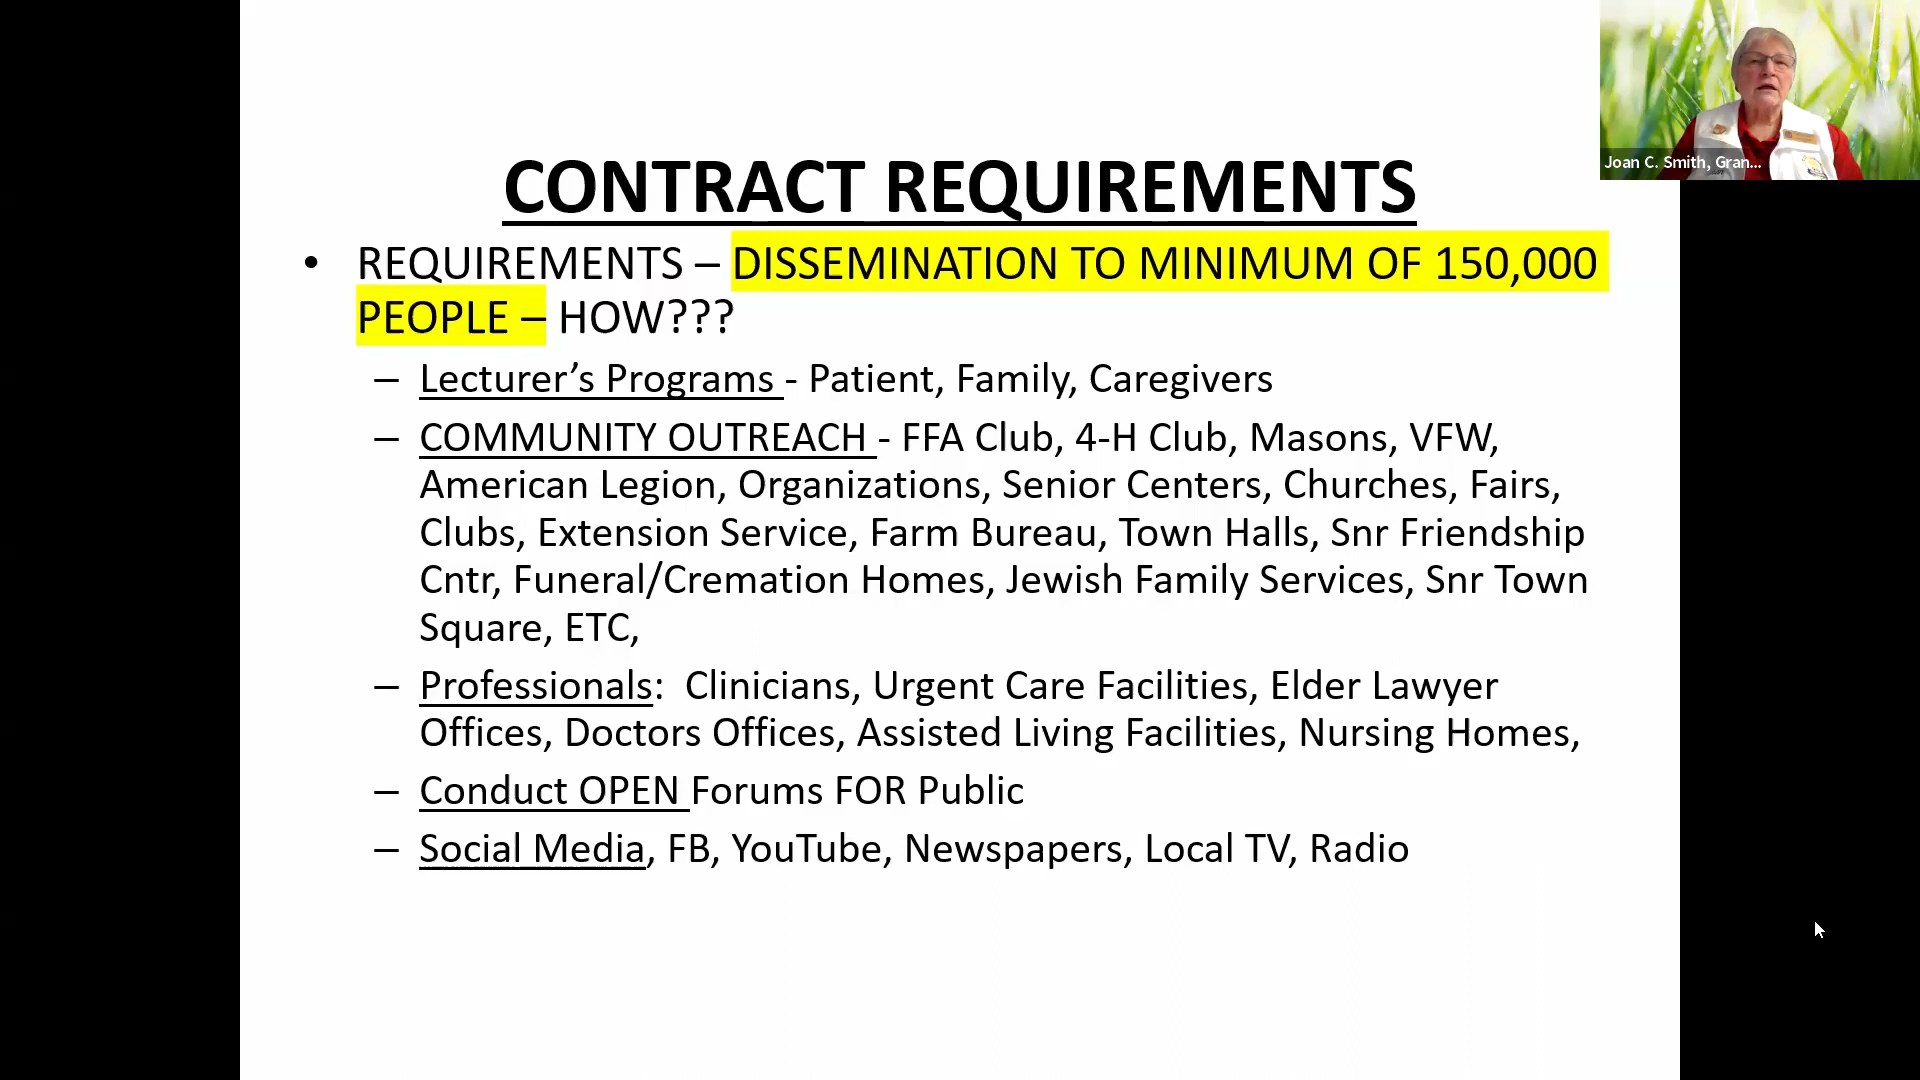 CONTRACT REQUIREMENTS
• REQUIREMENTS – DISSEMINATION TO MINIMUM OF 150,000
PEOPLE – HOW???
– Lecturer’s Programs - Patient, Family, Caregivers
– COMMUNITY OUTREACH - FFA Club, 4-H Club, Masons, VFW,
American Legion, Organizations, Senior Centers, Churches, Fairs,
Clubs, Extension Service, Farm Bureau, Town Halls, Snr Friendship
Cntr, Funeral/Cremation Homes, Jewish Family Services, Snr Town
Square, ETC,
– Professionals:  Clinicians, Urgent Care Facilities, Elder Lawyer
Offices, Doctors Offices, Assisted Living Facilities, Nursing Homes,
– Conduct OPEN Forums FOR Public
– Social Media, FB, YouTube, Newspapers, Local TV, Radio
Joan C. Smith, Gran...